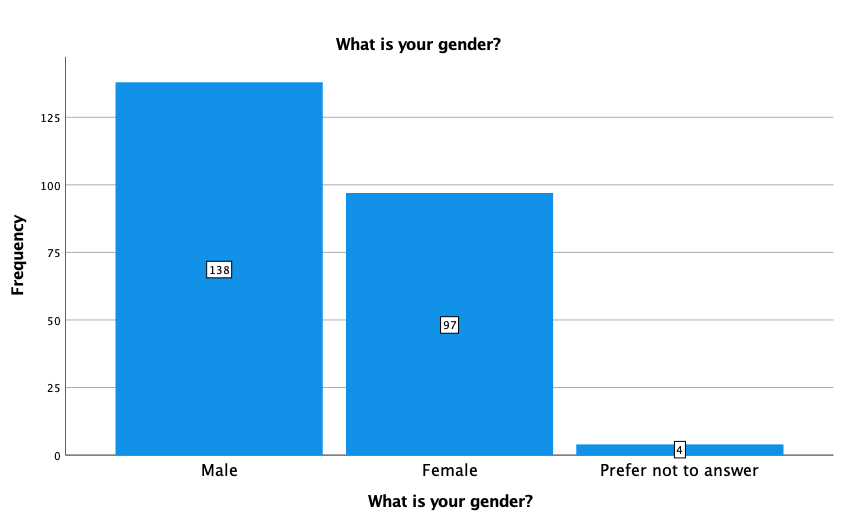 What is your gender?
Frequency
125
100
75
50
25
0
138
97
4
Male
Female
Prefer not to answer
What is your gender?